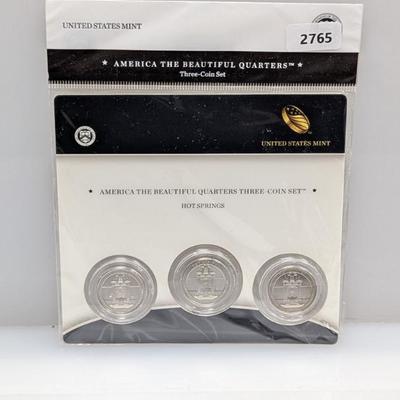 UNITED STATES MINT
2765
★ AMERICA THE BEAUTIFUL QUARTERS™ ★
Three-Coin Set
UNITED STATES MINT
★ AMERICA THE BEAUTIFUL QUARTERS THREE-COIN SET™ ★
HOT SPRINGS